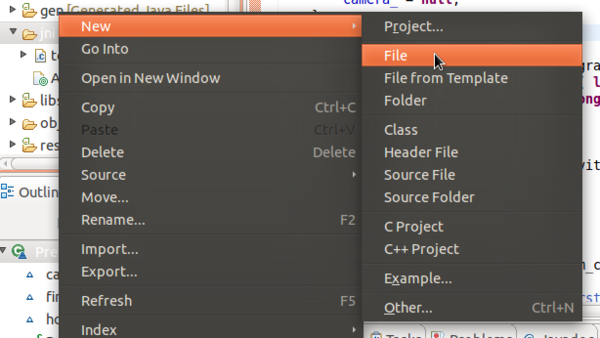 gen [Generated Java Files]
camera_ = null;
New
Project...
jni
Go Into
File
Open in New Window
File from Template
Folder
Copy Ctrl+C
Paste Ctrl+V
Class
libs
Delete Delete
Header File
obj
Source
Source File
res
Move...
Source Folder
Outlin
Rename... F2
C Project
Import...
C++ Project
Export...
Example...
Refresh F5
Other... Ctrl+N
Index
Tasks Problems Javadoc